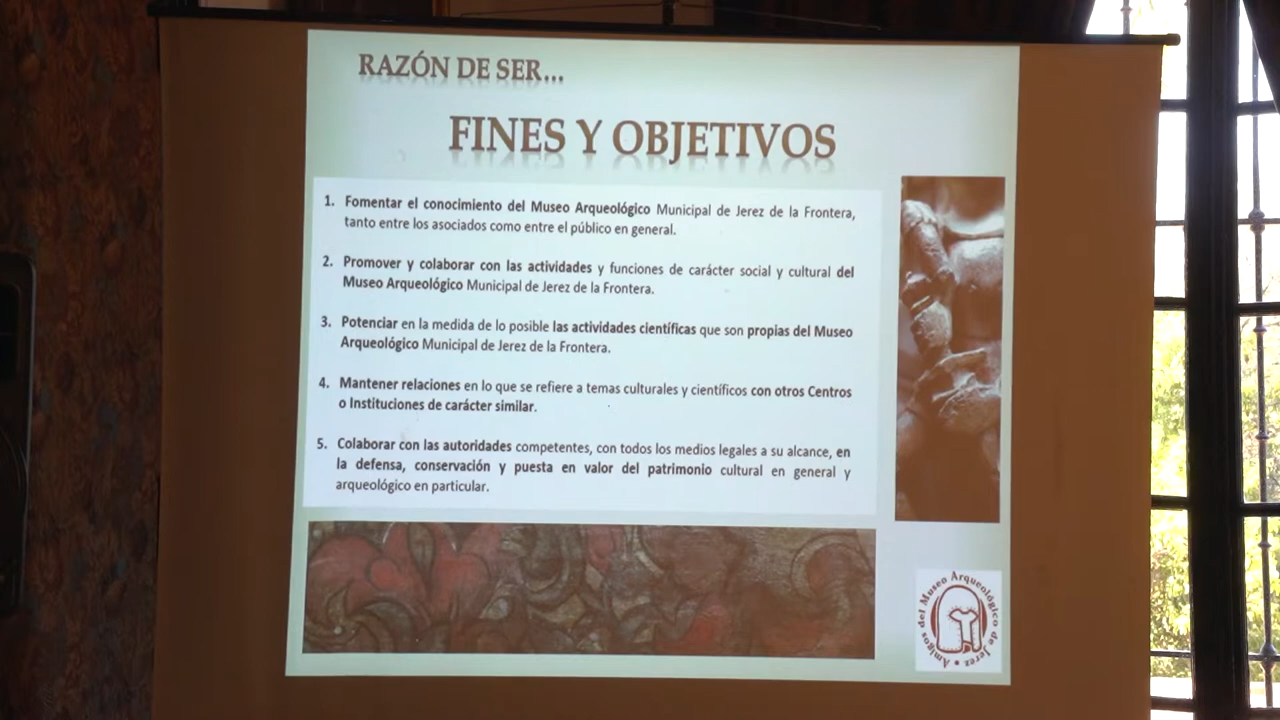 RAZÓN DE SER...
FINES Y OBJETIVOS
1. Fomentar el conocimiento del Museo Arqueológico Municipal de Jerez de la Frontera,
tanto entre los asociados como entre el público en general.
2. Promover y colaborar con las actividades y funciones de carácter social y cultural del
Museo Arqueológico Municipal de Jerez de la Frontera.
3. Potenciar en la medida de lo posible las actividades científicas que son propias del Museo
Arqueológico Municipal de Jerez de la Frontera.
4. Mantener relaciones en lo que se refiere a temas culturales y científicos con otros Centros
o Instituciones de carácter similar.
5. Colaborar con las autoridades competentes, con todos los medios legales a su alcance, en
la defensa, conservación y puesta en valor del patrimonio cultural en general y
arqueológico en particular.
Amigos del Museo Arqueológico de Jerez